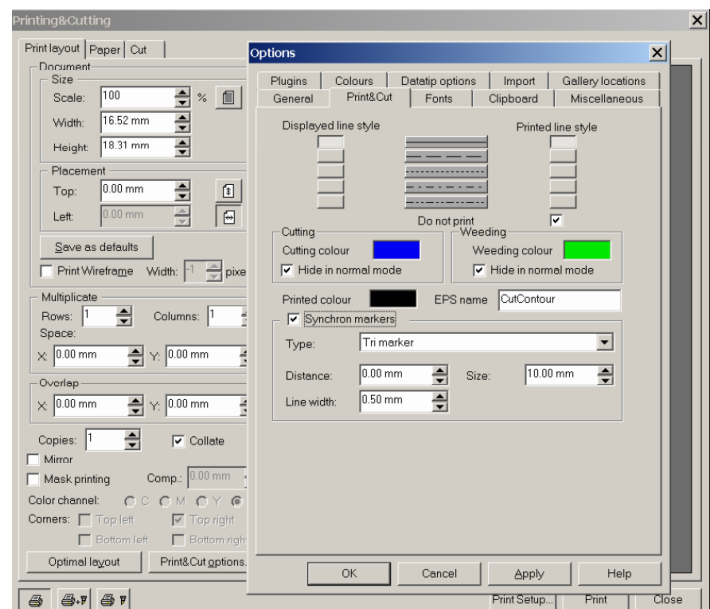 Printing&Cutting
Print layout Paper Cut
Document
Size
Scale: 100 %
Width: 16.52 mm
Height: 18.31 mm
Placement
Top: 0.00 mm
Left: 0.00 mm
Save as defaults
Print Wireframe Width: -1 pixe
Multiplicate
Rows: 1 Columns: 1
Space:
X: 0.00 mm Y: 0.00 mm
Overlap
X: 0.00 mm Y: 0.00 mm
Copies: 1 Collate
Mirror
Mask printing Comp.: 0.00 mm
Color channel: C M Y
Corners: Top left Top right
Bottom left Bottom righ
Optimal layout Print&Cut options.
Print Setup... Print Close
Options
Plugins Colours Datatip options Import Gallery locations
General Print&Cut Fonts Clipboard Miscellaneous
Displayed line style Printed line style
Do not print
Cutting Weeding
Cutting colour Weeding colour
Hide in normal mode Hide in normal mode
Printed colour EPS name CutContour
Synchron markers
Type: Tri marker
Distance: 0.00 mm Size: 10.00 mm
Line width: 0.50 mm
OK Cancel Apply Help